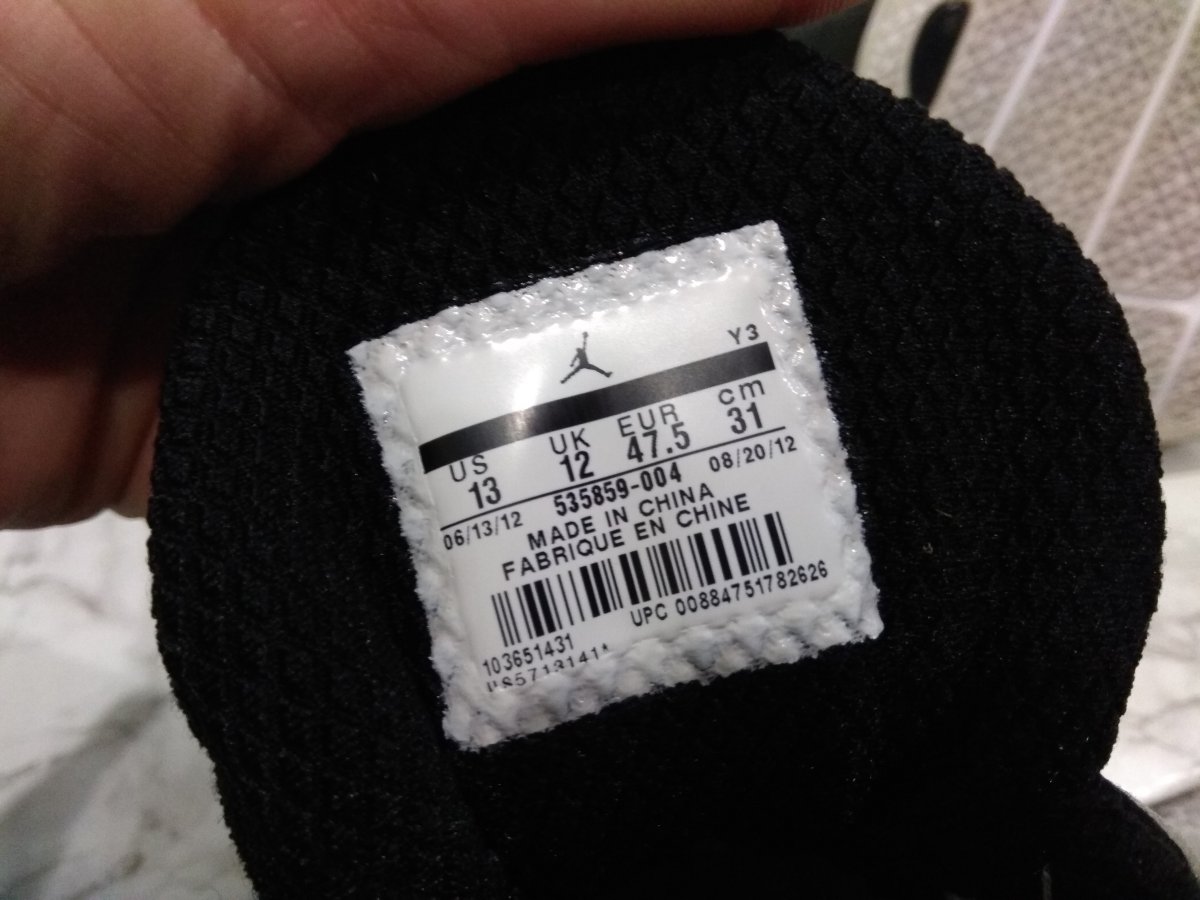 Y3
US UK EUR cm
13 12 47.5 31
06/13/12 535859-004 08/20/12
MADE IN CHINA
FABRIQUE EN CHINE
UPC 00884751782626
103651431